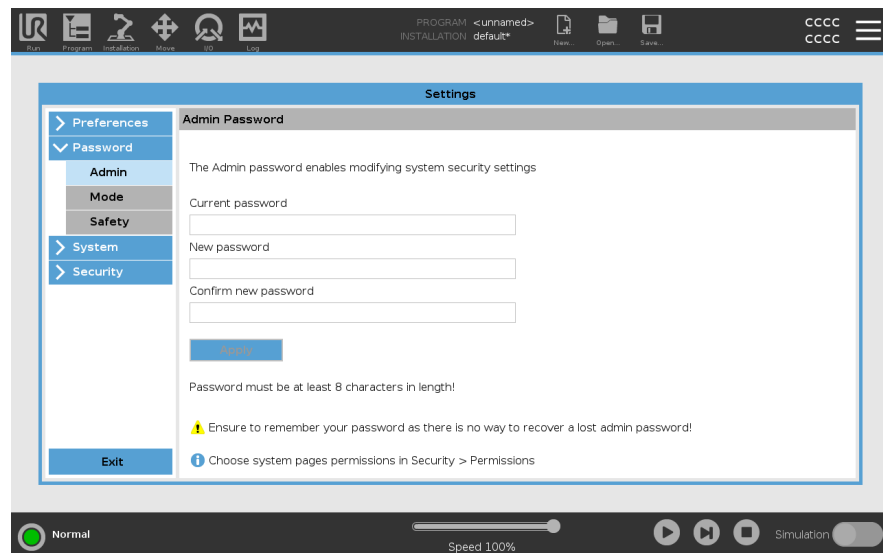 PROGRAM <unnamed>
INSTALLATION default*
cccc
cccc
Run
Program
Installation
Move
I/O
Log
New...
Open...
Save...
Settings
Preferences
Password
Admin
Mode
Safety
System
Security
Exit
Admin Password
The Admin password enables modifying system security settings
Current password
New password
Confirm new password
Apply
Password must be at least 8 characters in length!
Ensure to remember your password as there is no way to recover a lost admin password!
Choose system pages permissions in Security > Permissions
Normal
Speed 100%
Simulation